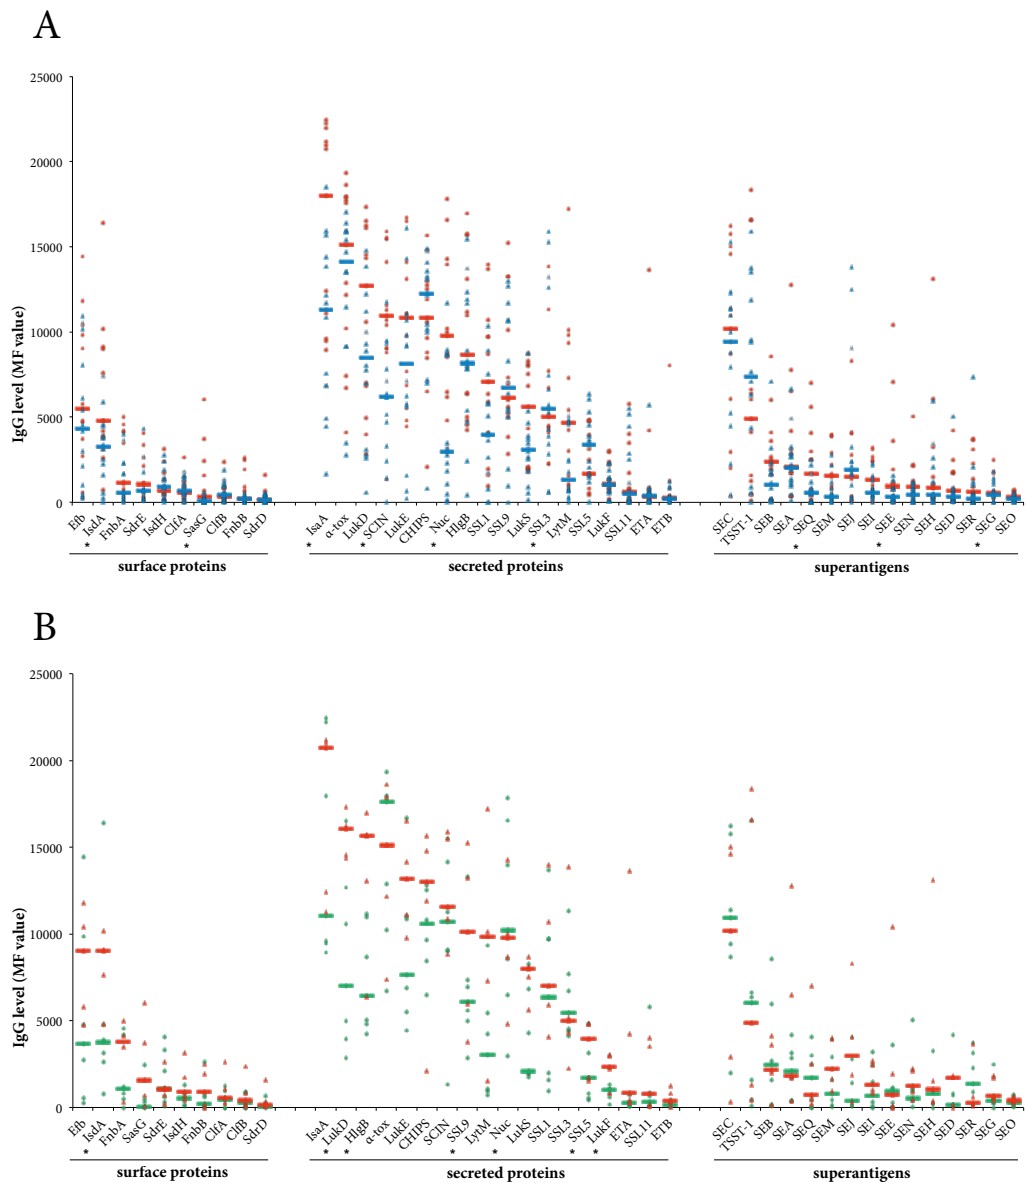 A
25000
20000
15000
10000
5000
0
IgG level (MF value)
Efb IsdA FnbA SdrE IsdH ClfA SasG ClfB FnbB SdrD
IsaA α-tox LukD SCIN LukE CHIPS Nuc HlgB SSL1 SSL9 LukS SSL3 LytM SSL5 LukF SSL11 ETA ETB
SEC TSST-1 SEB SEA SEQ SEM SEJ SEI SEE SEN SEH SED SER SEG SEO
* * * * * * * * *
surface proteins secreted proteins superantigens
B
25000
20000
15000
10000
5000
0
IgG level (MF value)
Efb IsdA FnbA SasG SdrE IsdH FnbB ClfA ClfB SdrD
IsaA LukD HlgB α-tox LukE CHIPS SCIN SSL9 LytM Nuc LukS SSL1 SSL3 SSL5 LukF ETA SSL11 ETB
SEC TSST-1 SEB SEA SEQ SEM SEJ SEI SEE SEN SEH SED SER SEG SEO
* * * * * * *
surface proteins secreted proteins superantigens